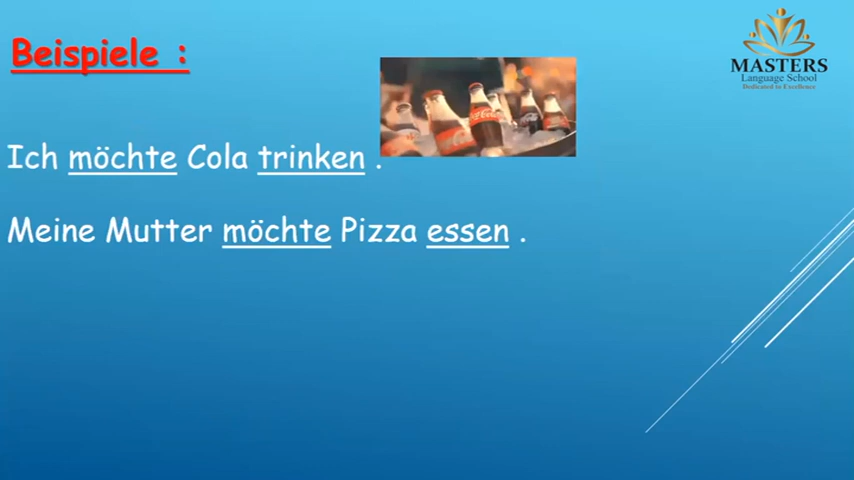 Beispiele :
MASTERS
Language School
Dedicated to Excellence
Ich möchte Cola trinken .
Meine Mutter möchte Pizza essen .